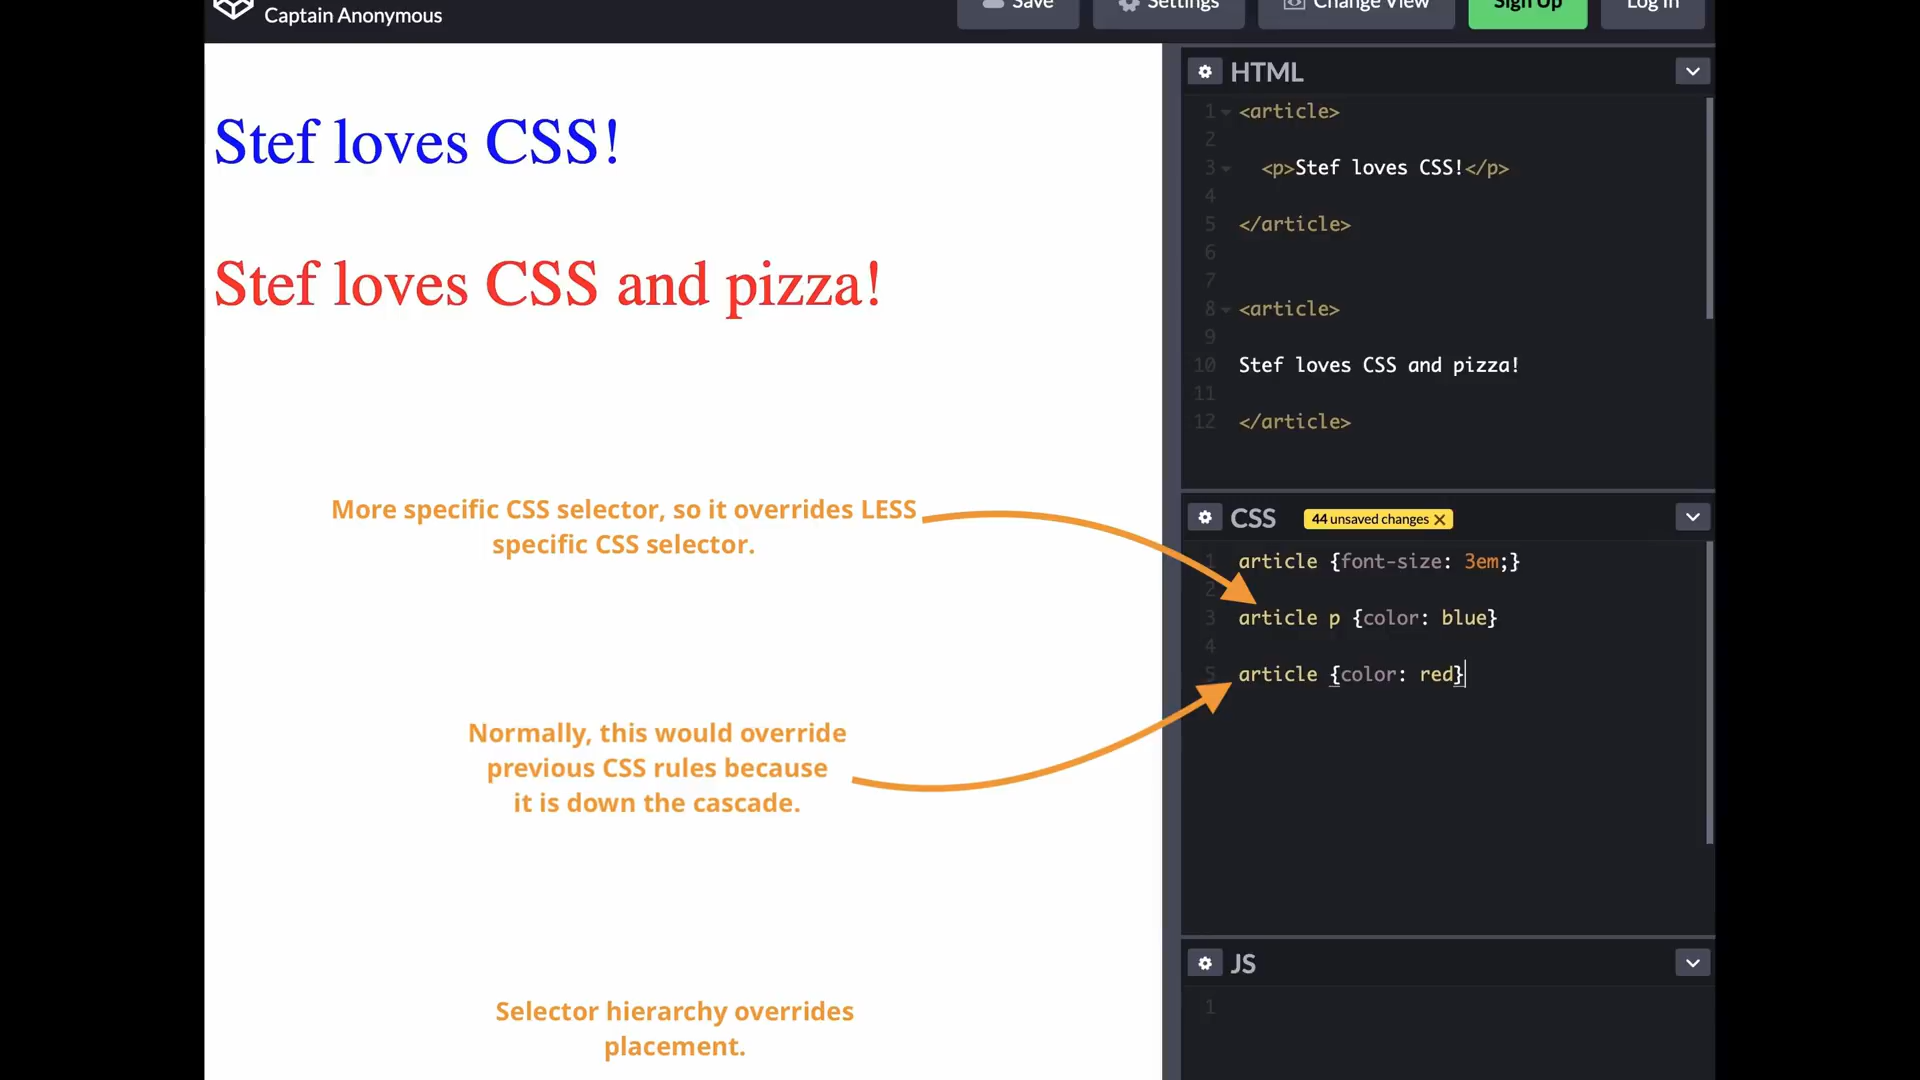 Captain Anonymous
Save
Settings
Change View
Sign Up
Log In
Stef loves CSS!
Stef loves CSS and pizza!
More specific CSS selector, so it overrides LESS
specific CSS selector.
Normally, this would override
previous CSS rules because
it is down the cascade.
Selector hierarchy overrides
placement.
HTML
1 <article>
2
3 <p>Stef loves CSS!</p>
4
5 </article>
6
7
8 <article>
9
10 Stef loves CSS and pizza!
11
12 </article>
CSS
44 unsaved changes X
1 article {font-size: 3em;}
2
3 article p {color: blue}
4
5 article {color: red}
JS
1